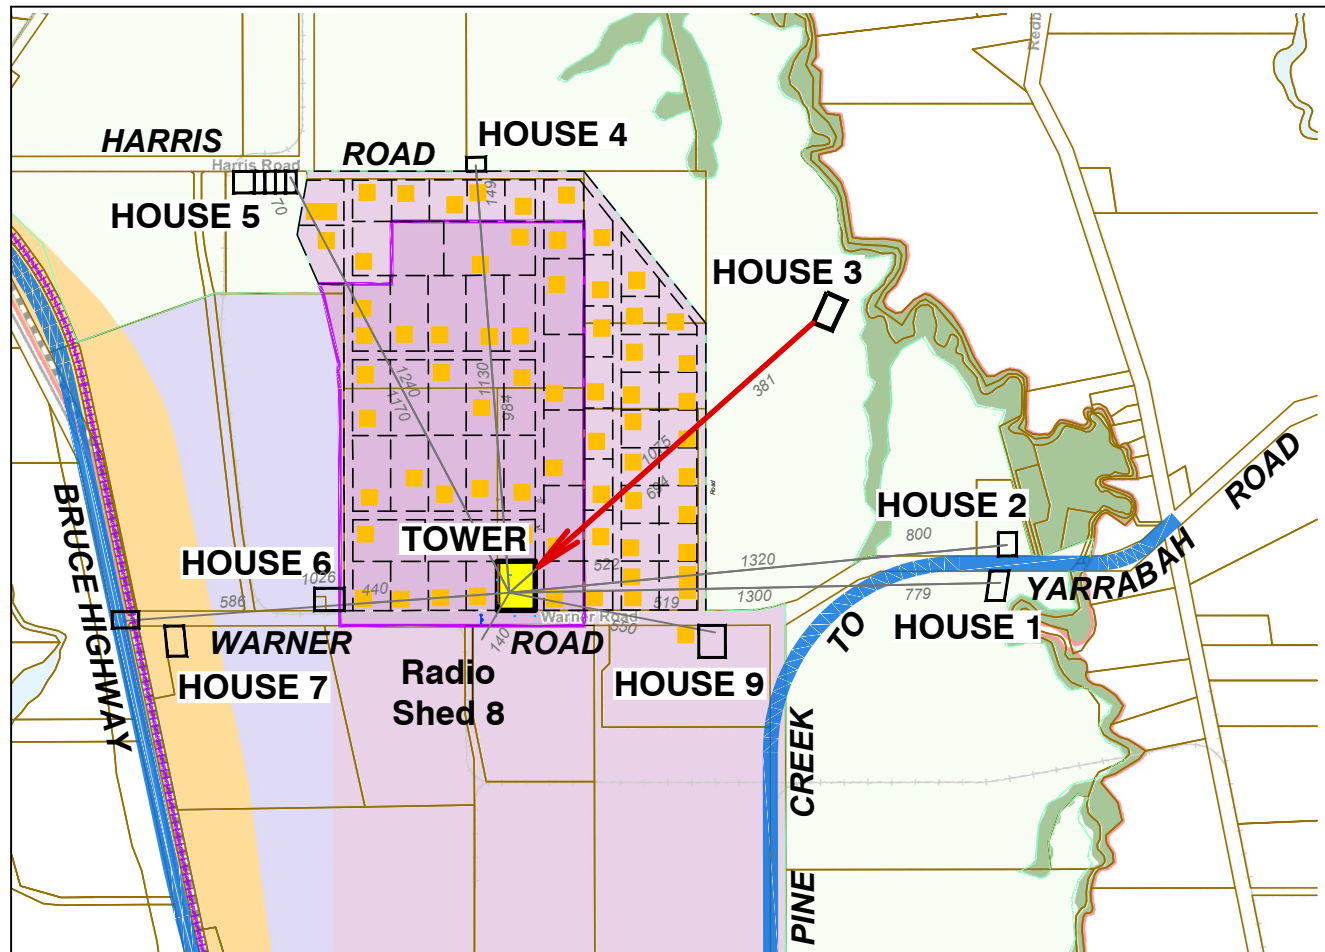 Redb
HARRIS
ROAD
HOUSE 4
Harris Road
HOUSE 5
70
149
HOUSE 3
381
1240
1170
1130
984
1075
694
Road
BRUCE HIGHWAY
HOUSE 6
TOWER
HOUSE 2
ROAD
1026
586
440
522
519
1320
1300
800
779
YARRABAH
HOUSE 1
TO
Warner Road
550
140
WARNER
ROAD
HOUSE 7
Radio
Shed 8
HOUSE 9
CREEK
PINE